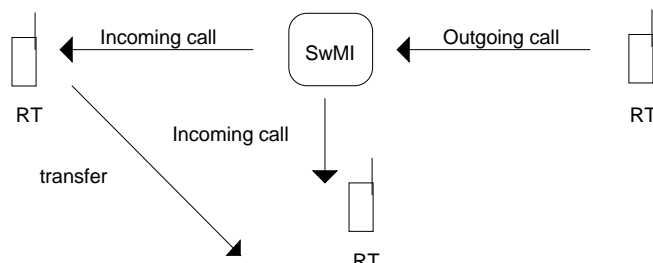 Incoming call
Outgoing call
SwMI
RT
RT
Incoming call
transfer
RT